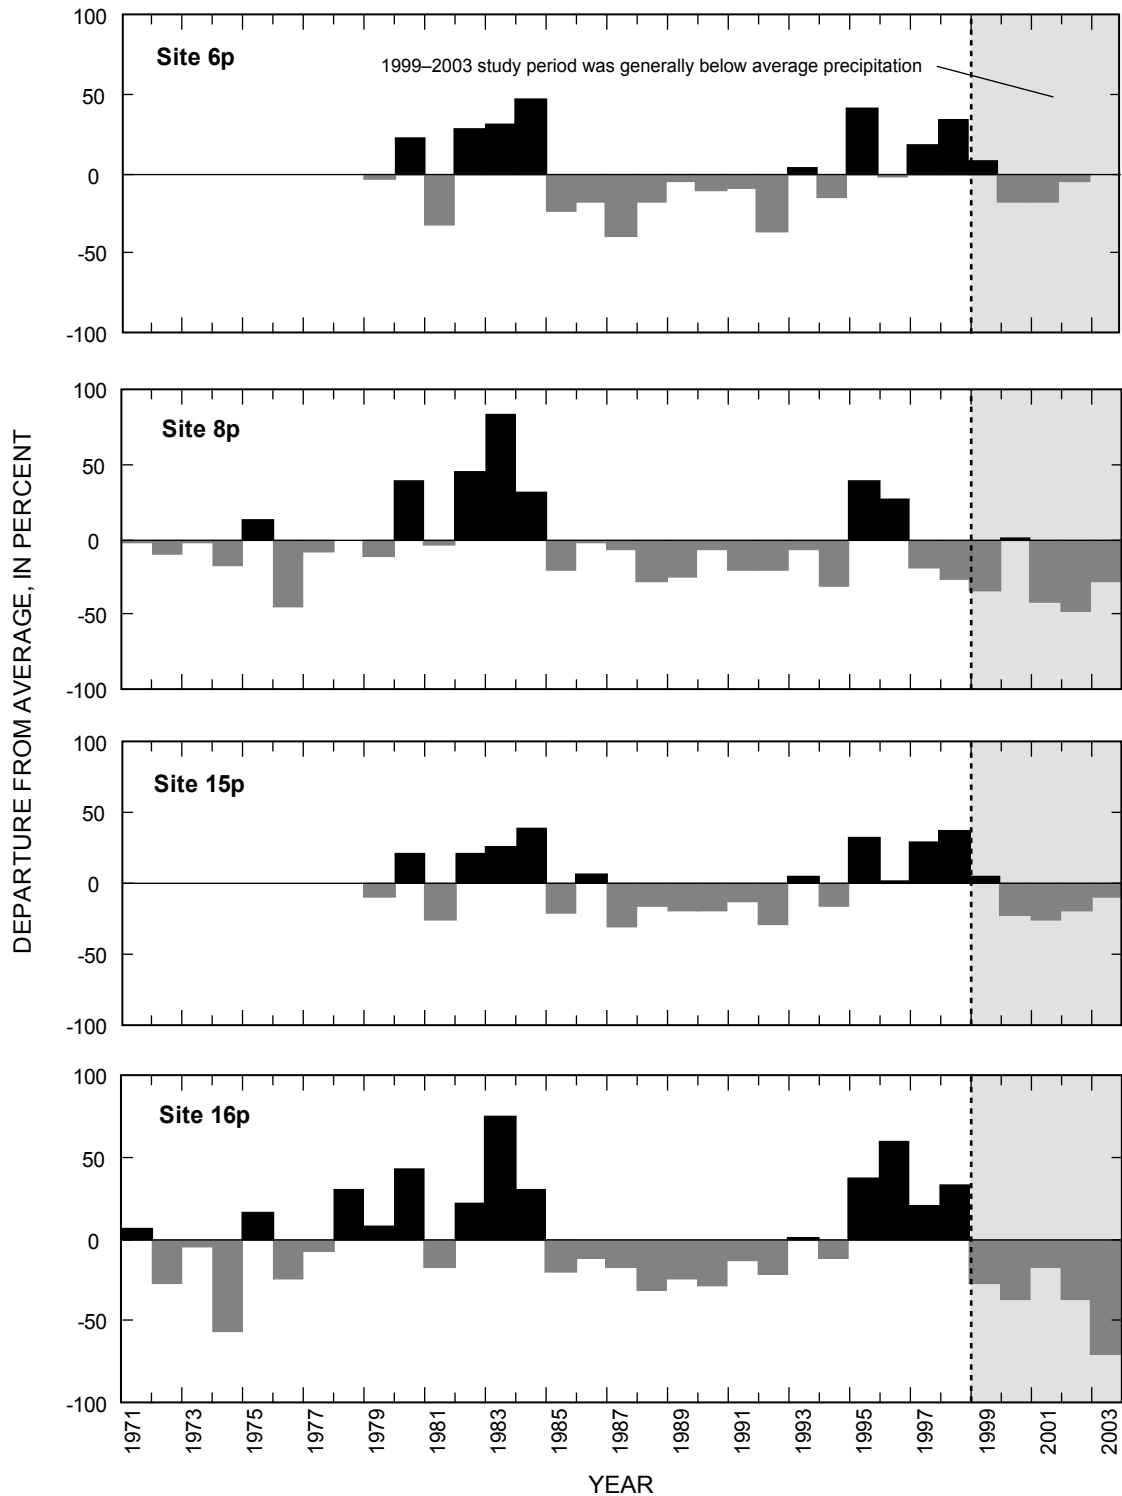 DEPARTURE FROM AVERAGE, IN PERCENT
Site 6p
1999–2003 study period was generally below average precipitation
100
50
0
-50
-100
Site 8p
100
50
0
-50
-100
Site 15p
100
50
0
-50
-100
Site 16p
100
50
0
-50
-100
1971 1973 1975 1977 1979 1981 1983 1985 1987 1989 1991 1993 1995 1997 1999 2001 2003
YEAR